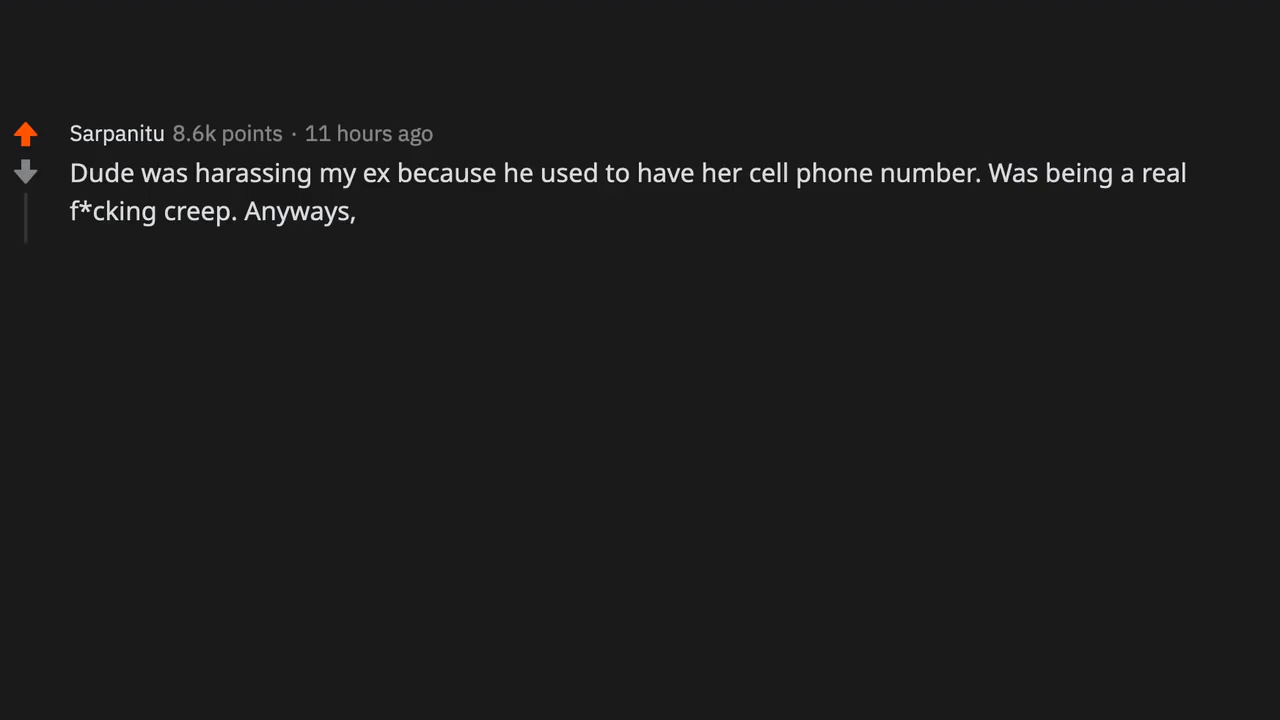 Sarpanitu 8.6k points · 11 hours ago
Dude was harassing my ex because he used to have her cell phone number. Was being a real
f*cking creep. Anyways,